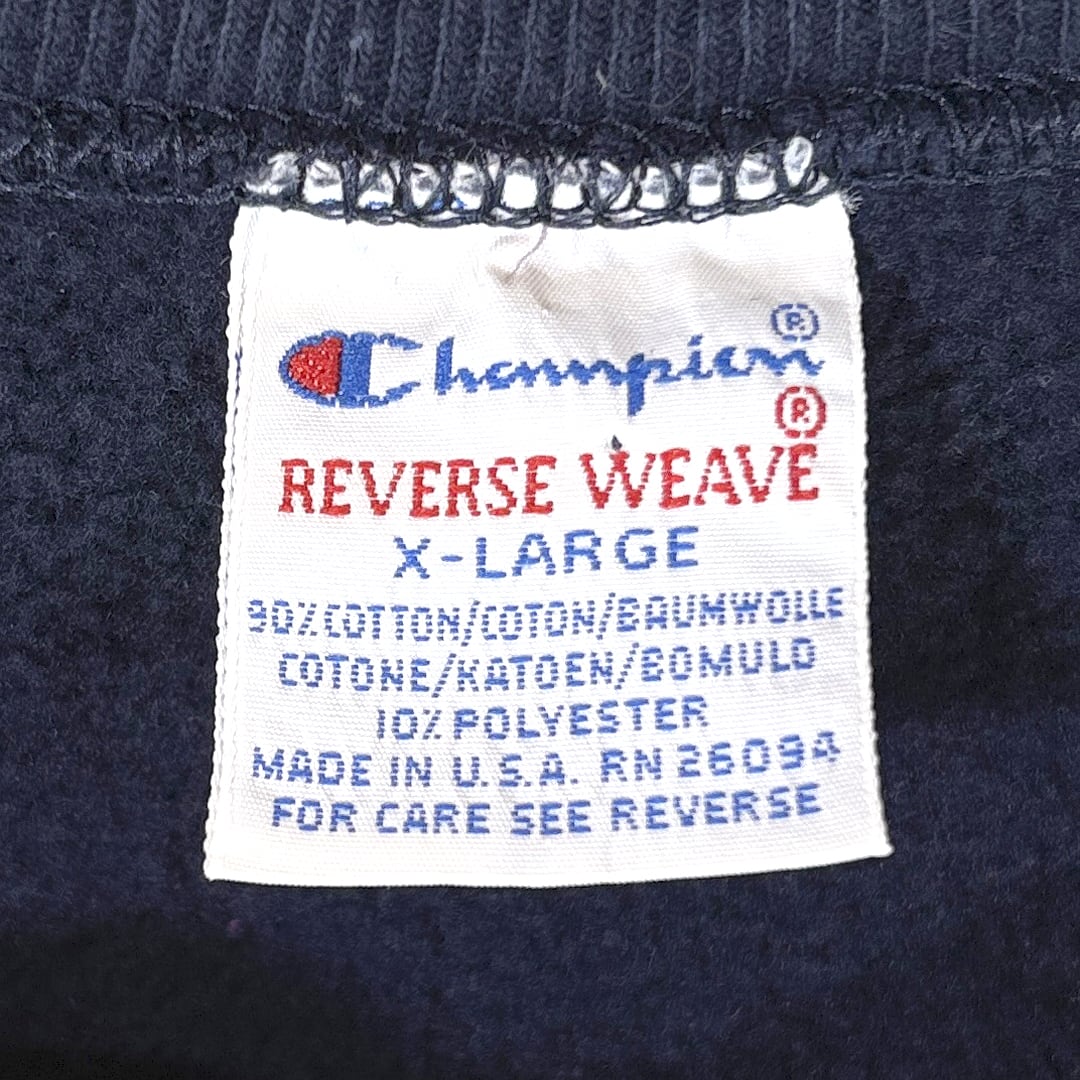 Champion®
REVERSE WEAVE®
X-LARGE
90% COTTON/COTON/BAUMWOLLE
COTONE/KATOEN/BOMULD
10% POLYESTER
MADE IN U.S.A. RN 26094
FOR CARE SEE REVERSE